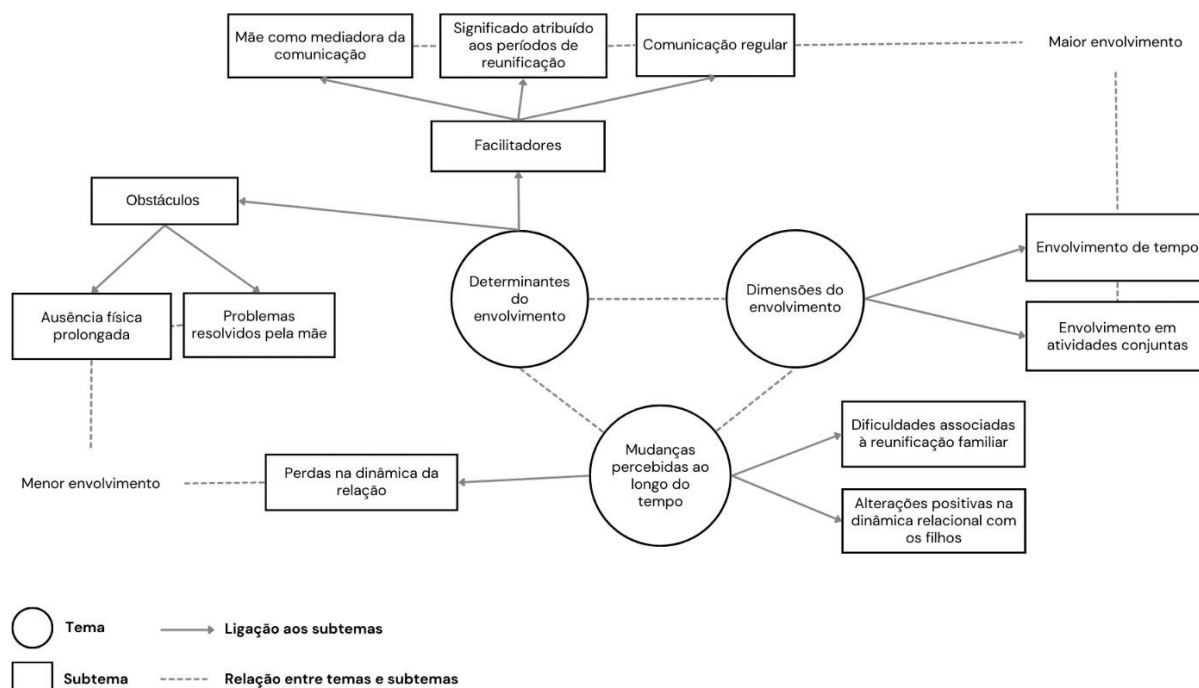 Mãe como mediadora da
comunicação
Significado atribuído
aos períodos de
reunificação
Comunicação regular
Maior envolvimento
Facilitadores
Obstáculos
Ausência física
prolongada
Problemas
resolvidos pela mãe
Determinantes
do
envolvimento
Dimensões do
envolvimento
Envolvimento de tempo
Envolvimento em
atividades conjuntas
Menor envolvimento
Perdas na dinâmica da
relação
Mudanças
percebidas ao
longo do
tempo
Dificuldades associadas
à reunificação familiar
Alterações positivas na
dinâmica relacional com
os filhos
Tema
Ligação aos subtemas
Subtema
Relação entre temas e subtemas